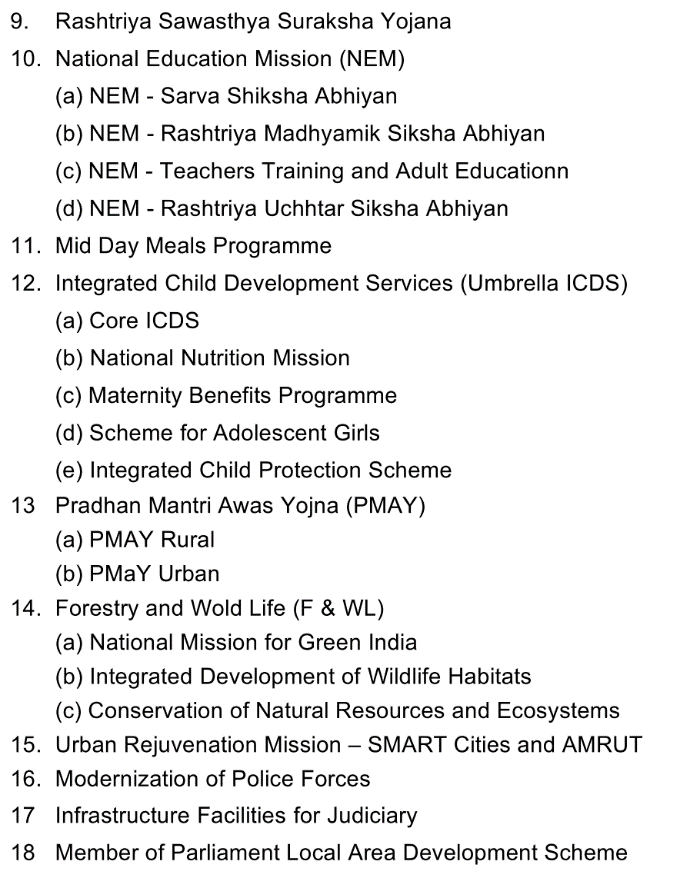 9. Rashtriya Sawasthya Suraksha Yojana
10. National Education Mission (NEM)
(a) NEM - Sarva Shiksha Abhiyan
(b) NEM - Rashtriya Madhyamik Siksha Abhiyan
(c) NEM - Teachers Training and Adult Educationn
(d) NEM - Rashtriya Uchhtar Siksha Abhiyan
11. Mid Day Meals Programme
12. Integrated Child Development Services (Umbrella ICDS)
(a) Core ICDS
(b) National Nutrition Mission
(c) Maternity Benefits Programme
(d) Scheme for Adolescent Girls
(e) Integrated Child Protection Scheme
13 Pradhan Mantri Awas Yojna (PMAY)
(a) PMAY Rural
(b) PMaY Urban
14. Forestry and Wold Life (F & WL)
(a) National Mission for Green India
(b) Integrated Development of Wildlife Habitats
(c) Conservation of Natural Resources and Ecosystems
15. Urban Rejuvenation Mission – SMART Cities and AMRUT
16. Modernization of Police Forces
17 Infrastructure Facilities for Judiciary
18 Member of Parliament Local Area Development Scheme